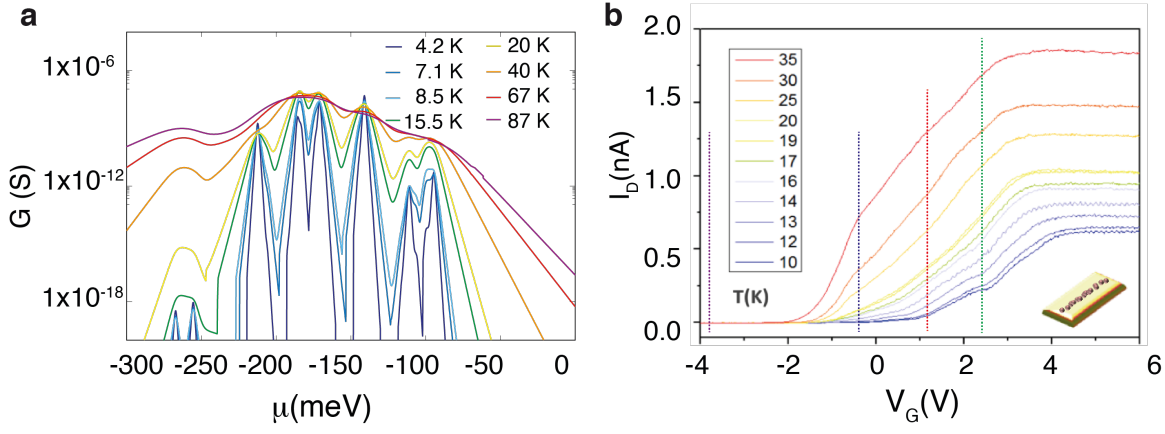 a
G (S)
1x10-6
1x10-12
1x10-18
4.2 K 20 K
7.1 K 40 K
8.5 K 67 K
15.5 K 87 K
-300 -250 -200 -150 -100 -50 0
μ(meV)
b
ID(nA)
2.0
1.5
1.0
0.5
0.0
35
30
25
20
19
17
16
14
13
12
10
T(K)
-4 -2 0 2 4 6
VG(V)